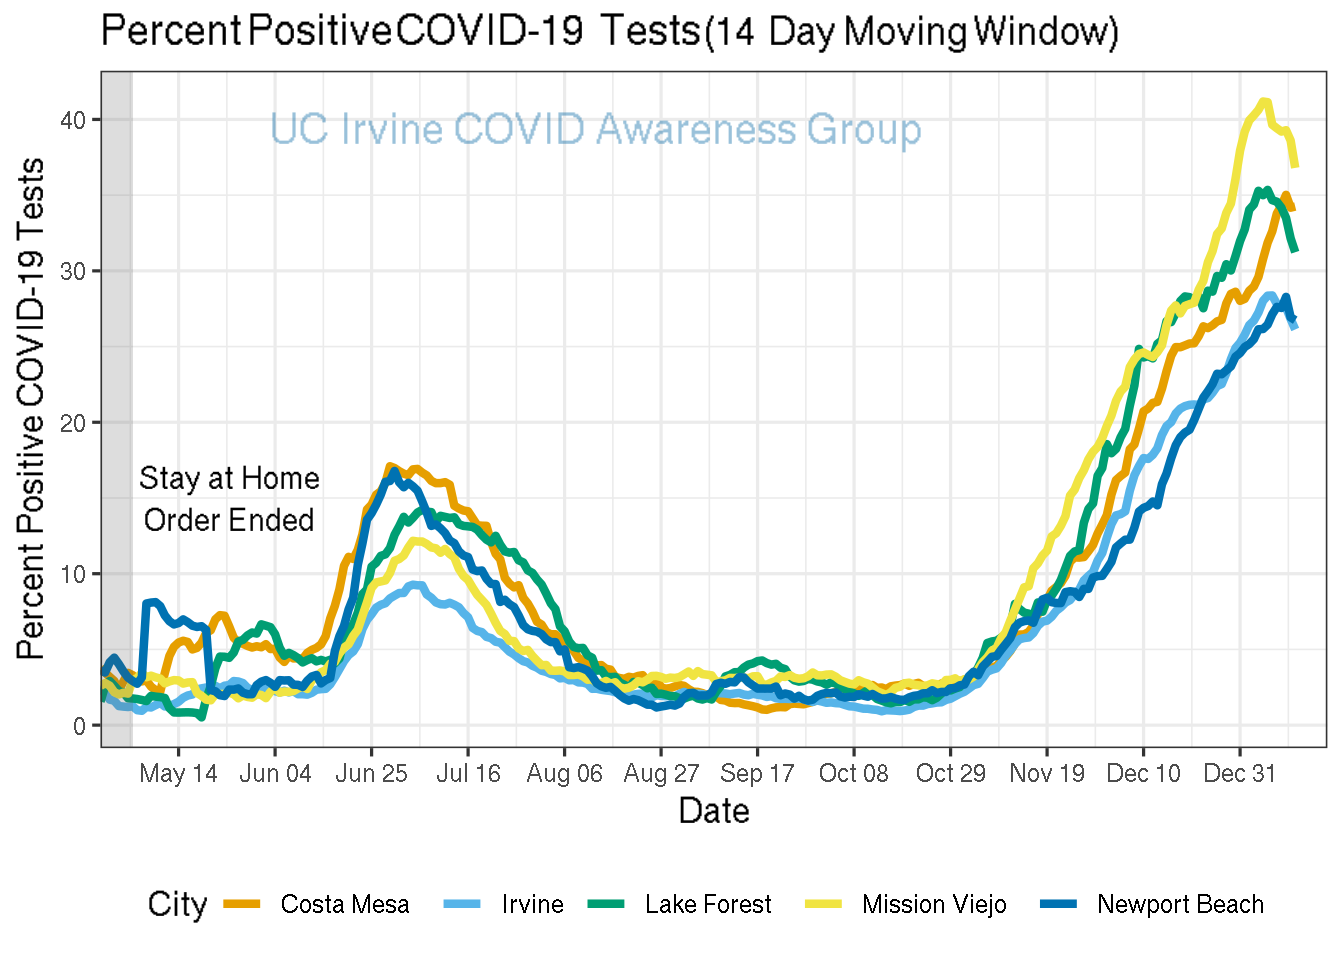 Percent Positive COVID-19 Tests (14 Day Moving Window)
UC Irvine COVID Awareness Group
Percent Positive COVID-19 Tests
40
30
20
10
0
Stay at Home
Order Ended
May 14 Jun 04 Jun 25 Jul 16 Aug 06 Aug 27 Sep 17 Oct 08 Oct 29 Nov 19 Dec 10 Dec 31
Date
City Costa Mesa Irvine Lake Forest Mission Viejo Newport Beach